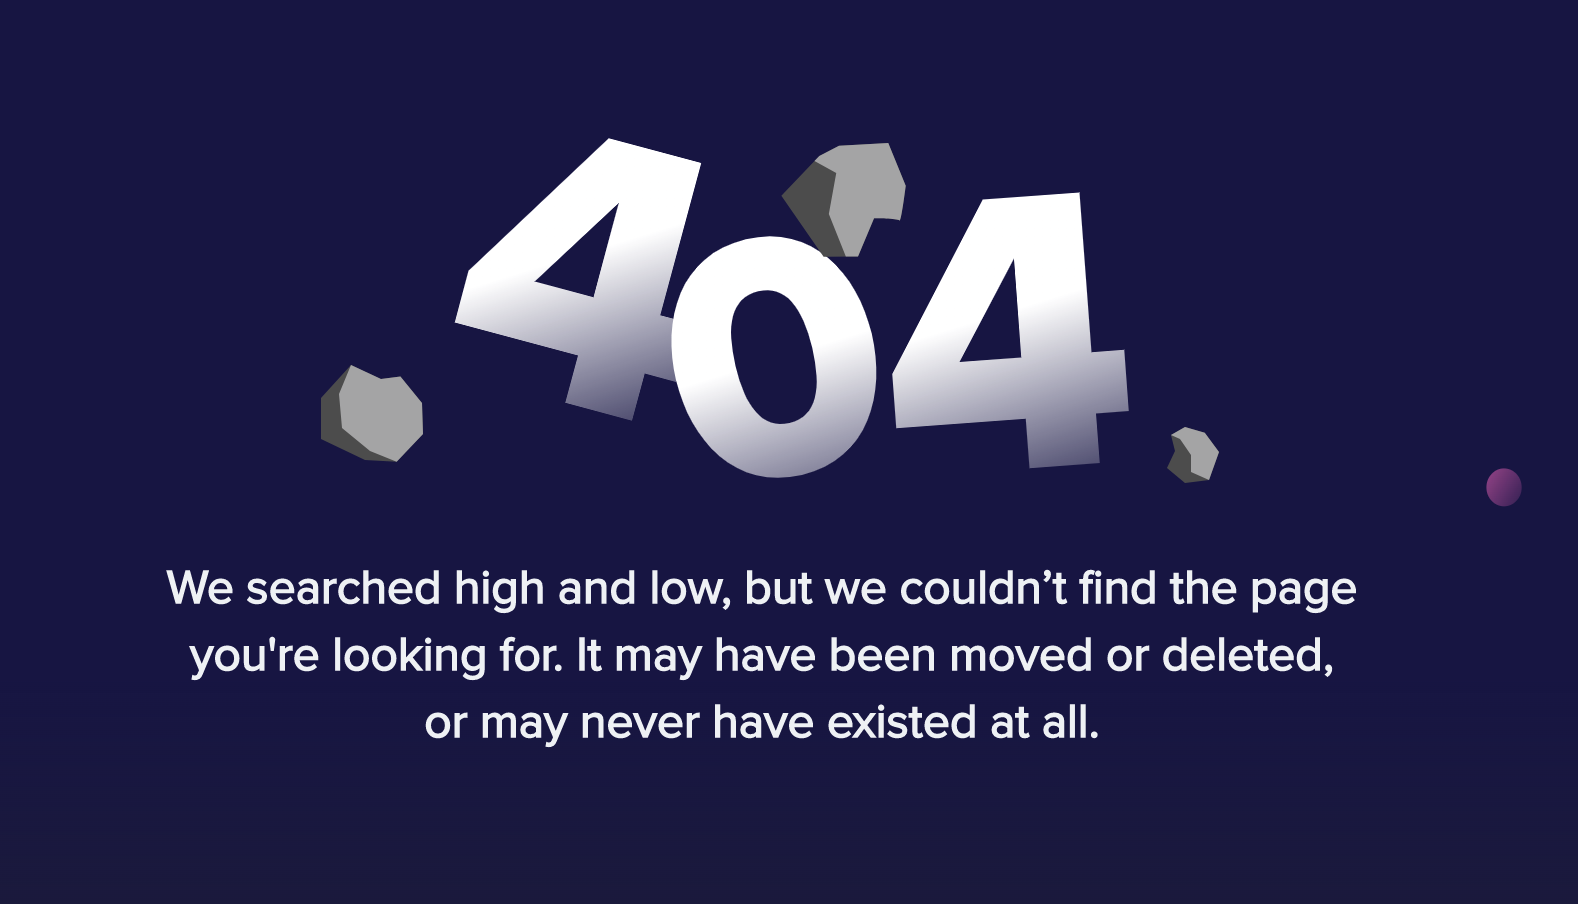 404
We searched high and low, but we couldn’t find the page
you're looking for. It may have been moved or deleted,
or may never have existed at all.